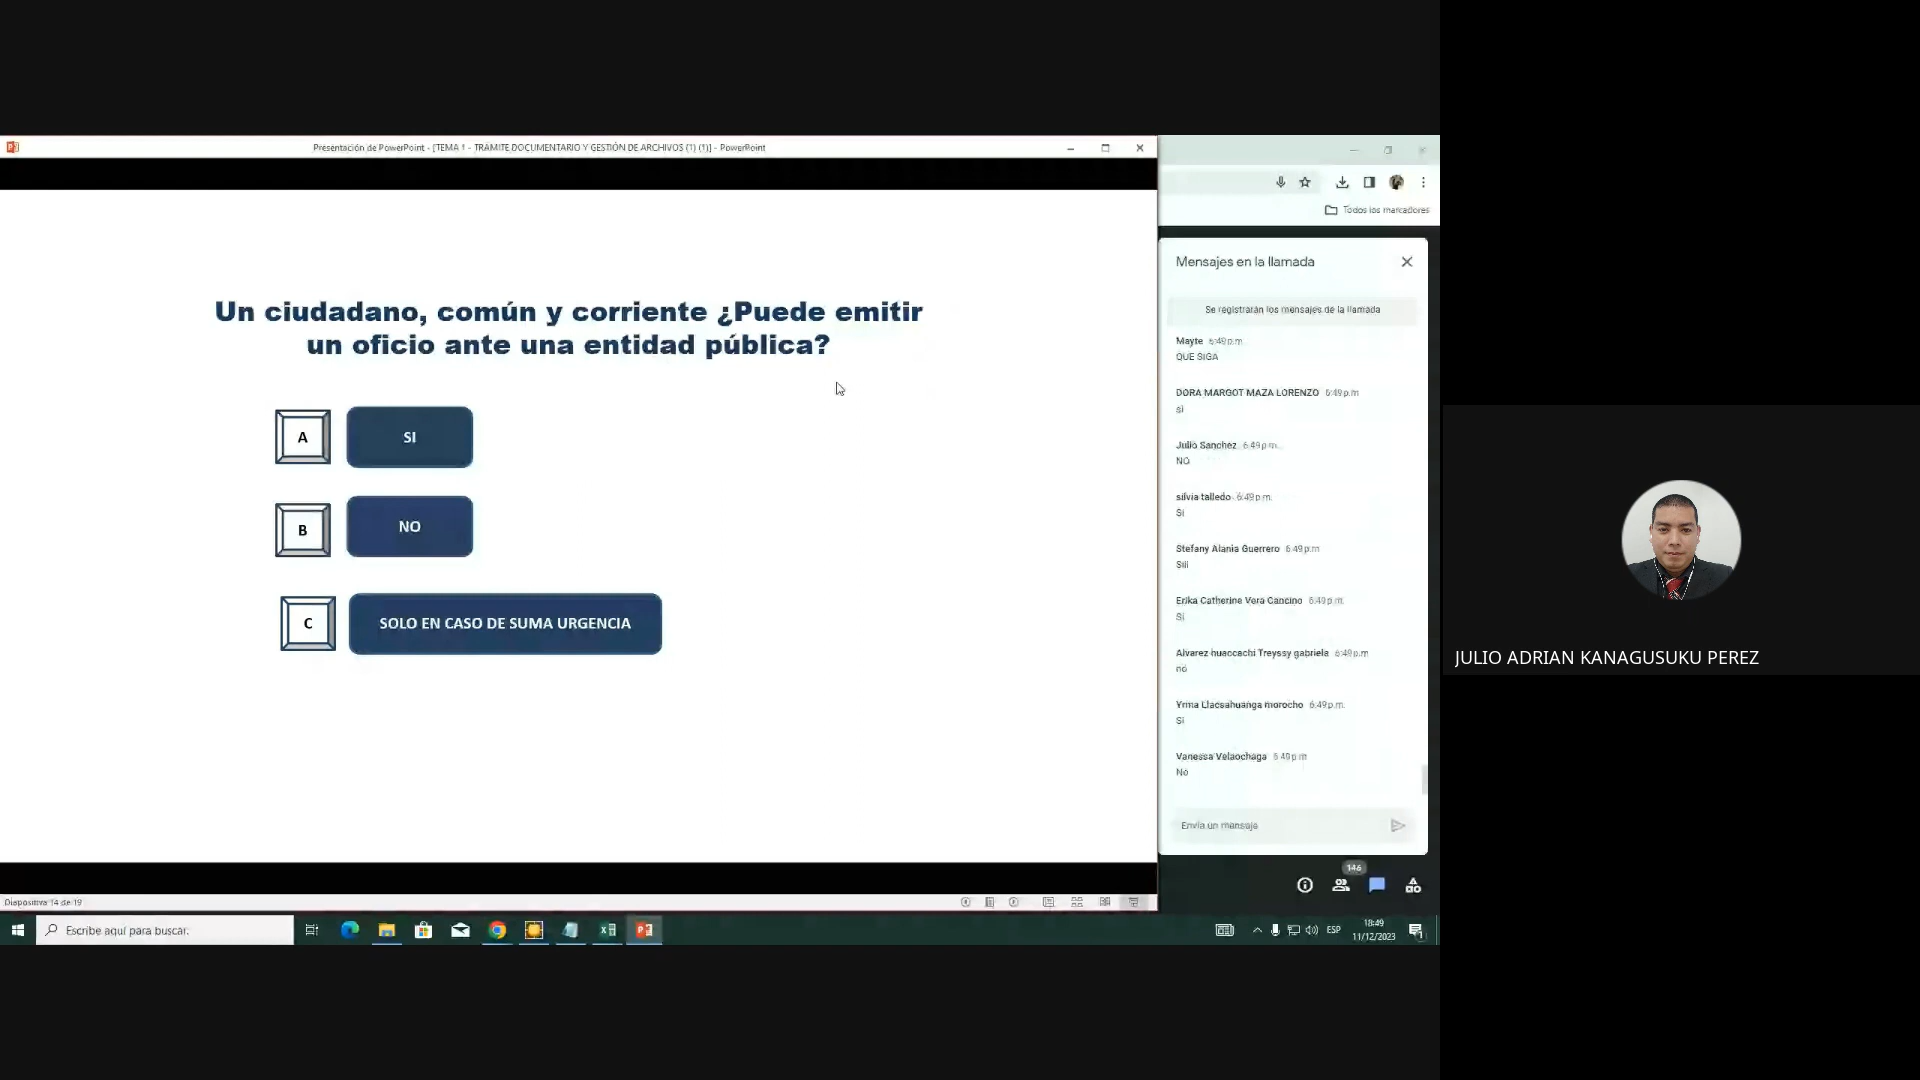 Presentación de PowerPoint - [TEMA 1 - TRÁMITE DOCUMENTARIO Y GESTIÓN DE ARCHIVOS (1) (1)] - PowerPoint
Un ciudadano, común y corriente ¿Puede emitir
un oficio ante una entidad pública?
A
SI
B
NO
C
SOLO EN CASO DE SUMA URGENCIA
Diapositiva 14 de 19
Todos los marcadores
Mensajes en la llamada
Se registrarán los mensajes de la llamada
Mayte 6:49 p.m.
QUE SIGA
DORA MARGOT MAZA LORENZO 6:49 p.m.
si
Julio Sanchez 6:49 p.m.
NO
silvia talledo 6:49 p.m.
Si
Stefany Alania Guerrero 6:49 p.m.
Siii
Erika Catherine Vera Cancino 6:49 p.m.
Si
Alvarez huaccachi Treyssy gabriela 6:49 p.m.
no
Yrma Llacsahuanga morocho 6:49 p.m.
Si
Vanessa Velaochaga 6:49 p.m.
No
Envía un mensaje
146
Escribe aquí para buscar.
ESP
18:49
11/12/2023
JULIO ADRIAN KANAGUSUKU PEREZ